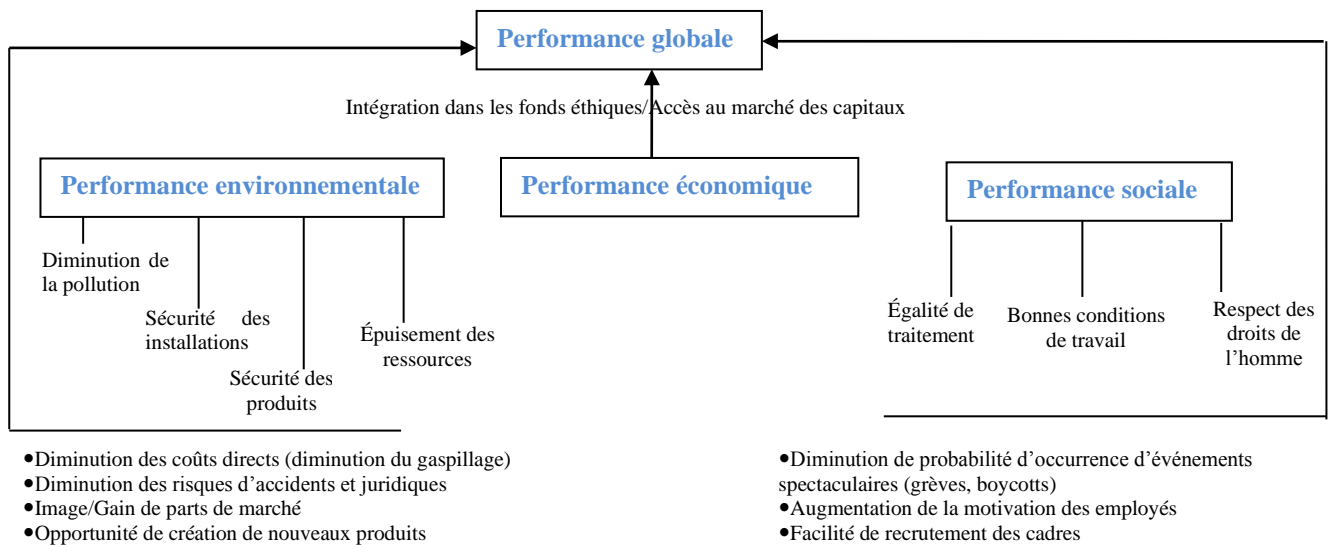 Performance globale
Intégration dans les fonds éthiques/Accès au marché des capitaux
Performance environnementale
Performance économique
Performance sociale
Diminution de
la pollution
Sécurité des
installations
Sécurité des
produits
Épuisement des
ressources
Égalité de
traitement
Bonnes conditions
de travail
Respect des
droits de
l’homme
●Diminution des coûts directs (diminution du gaspillage)
●Diminution des risques d’accidents et juridiques
●Image/Gain de parts de marché
●Opportunité de création de nouveaux produits
●Diminution de probabilité d’occurrence d’événements
spectaculaires (grèves, boycotts)
●Augmentation de la motivation des employés
●Facilité de recrutement des cadres